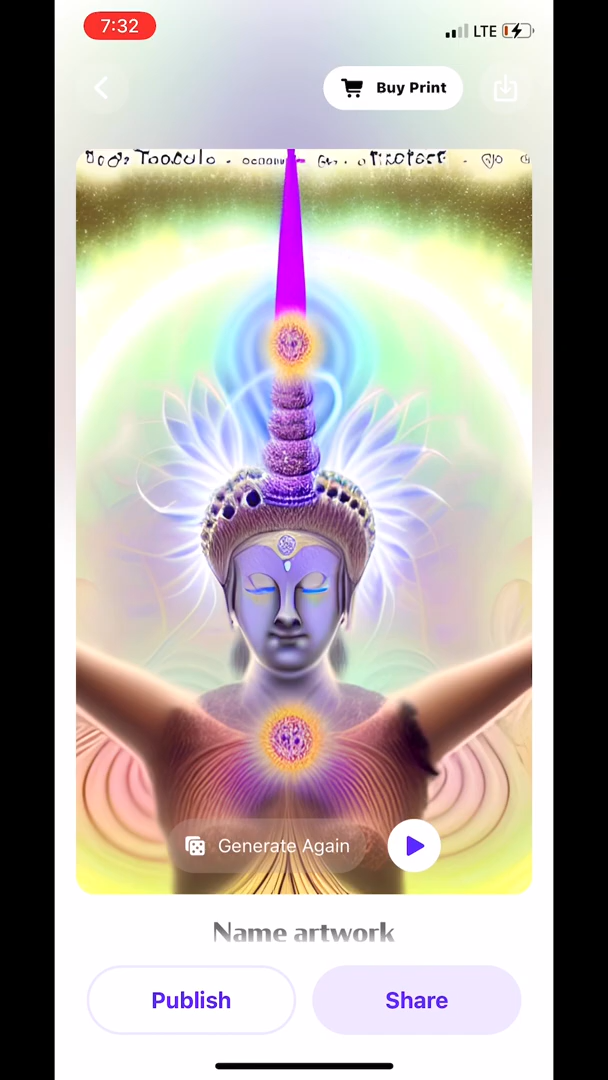 7:32
LTE
Buy Print
Generate Again
Name artwork
Publish
Share